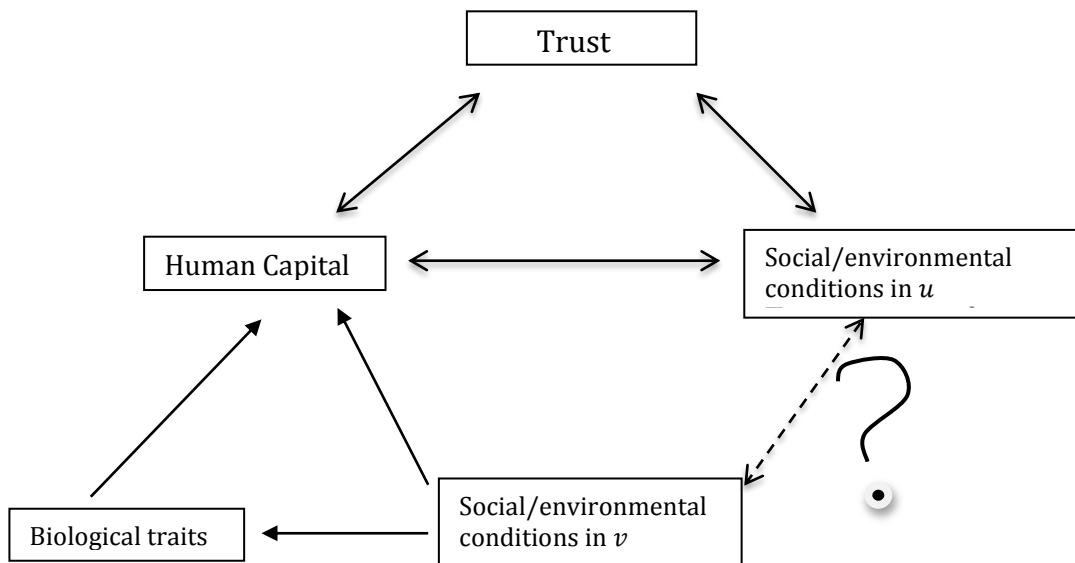 Trust
Human Capital
Social/environmental
conditions in u
?
Biological traits
Social/environmental
conditions in v